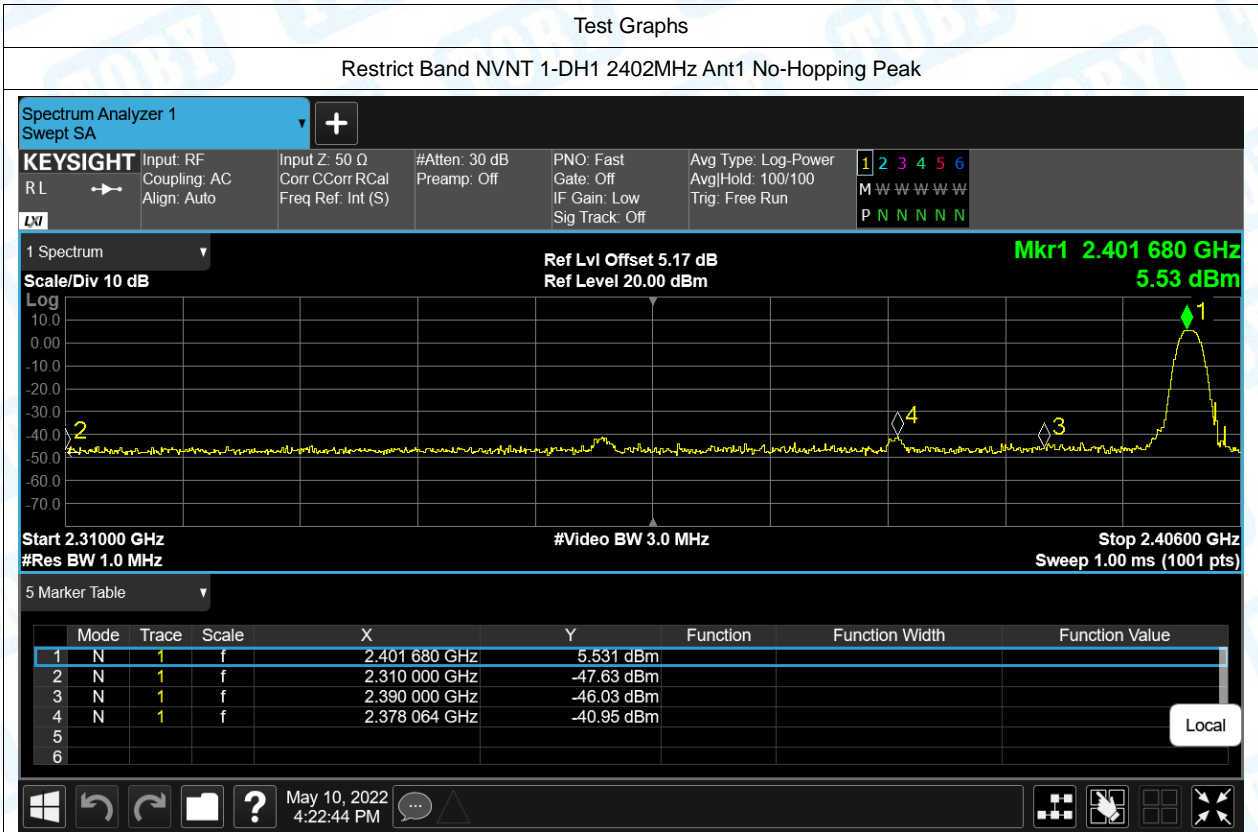 Test Graphs
Restrict Band NVNT 1-DH1 2402MHz Ant1 No-Hopping Peak
Spectrum Analyzer 1
Swept SA
KEYSIGHT Input: RF Input Z: 50 Ω #Atten: 30 dB PNO: Fast Avg Type: Log-Power 1 2 3 4 5 6
RL Coupling: AC Corr CCorr RCal Preamp: Off Gate: Off Avg|Hold: 100/100 M W W W W W W
Align: Auto Freq Ref: Int (S) IF Gain: Low Trig: Free Run
LXI Sig Track: Off P N N N N N
1 Spectrum Ref Lvl Offset 5.17 dB Mkr1 2.401 680 GHz
Scale/Div 10 dB Ref Level 20.00 dBm 5.53 dBm
Log
1
10.0
0.00
-10.0
-20.0
-30.0
4
-40.0 2 3
-50.0
-60.0
-70.0
Start 2.31000 GHz #Video BW 3.0 MHz Stop 2.40600 GHz
#Res BW 1.0 MHz Sweep 1.00 ms (1001 pts)
5 Marker Table
Mode Trace Scale X Y Function Function Width Function Value
1 N 1 f 2.401 680 GHz 5.531 dBm
2 N 1 f 2.310 000 GHz -47.63 dBm
3 N 1 f 2.390 000 GHz -46.03 dBm
4 N 1 f 2.378 064 GHz -40.95 dBm
5
6
Local
? May 10, 2022
4:22:44 PM